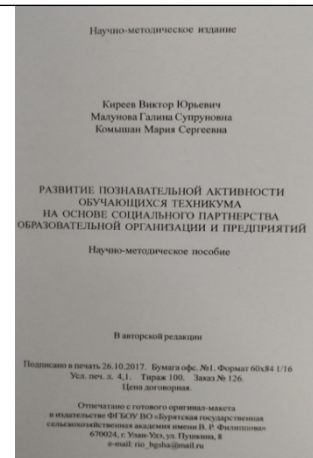 Научно-методическое издание
Киреев Виктор Юрьевич
Малунова Галина Супруновна
Комышан Мария Сергеевна
РАЗВИТИЕ ПОЗНАВАТЕЛЬНОЙ АКТИВНОСТИ
ОБУЧАЮЩИХСЯ ТЕХНИКУМА
НА ОСНОВЕ СОЦИАЛЬНОГО ПАРТНЕРСТВА
ОБРАЗОВАТЕЛЬНОЙ ОРГАНИЗАЦИИ И ПРЕДПРИЯТИЙ
Научно-методическое пособие
В авторской редакции
Подписано в печать 26.10.2017. Бумага офс. №1. Формат 60х84 1/16
Усл. печ. л. 4,1. Тираж 100. Заказ № 126.
Цена договорная.
Отпечатано с готового оригинал-макета
в издательстве ФГБОУ ВО «Бурятская государственная
сельскохозяйственная академия имени В. Р. Филиппова»
670024, г. Улан-Удэ, ул. Пушкина, 8
e-mail: rio_bgsha@mail.ru